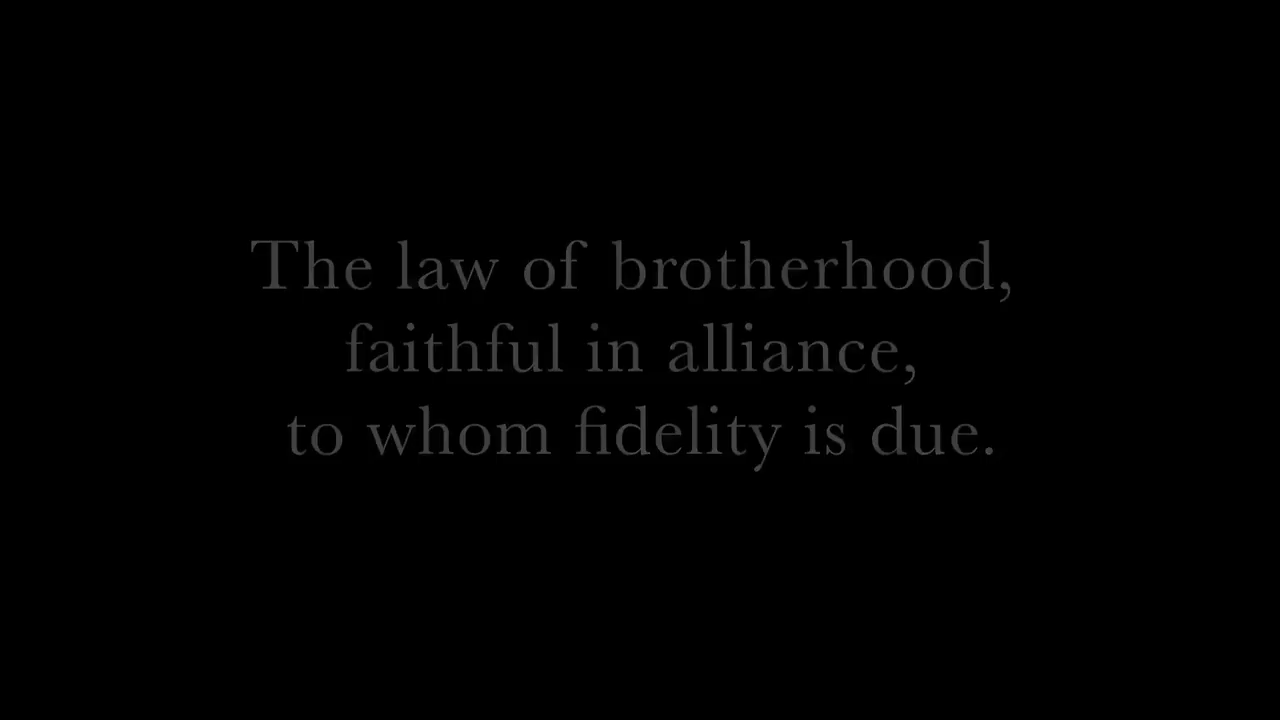 The law of brotherhood,
faithful in alliance,
to whom fidelity is due.